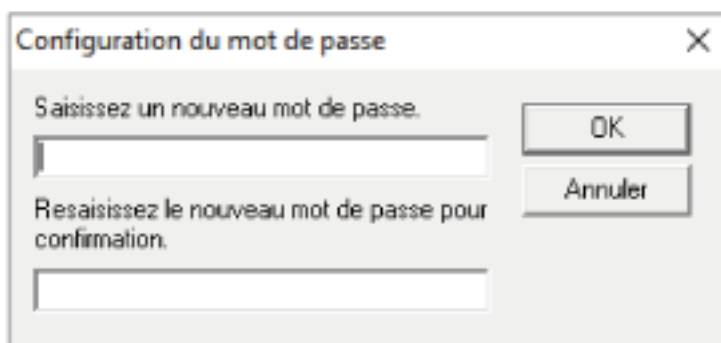 Configuration du mot de passe
Saisissez un nouveau mot de passe.
OK
Annuler
Resaisissez le nouveau mot de passe pour
confirmation.